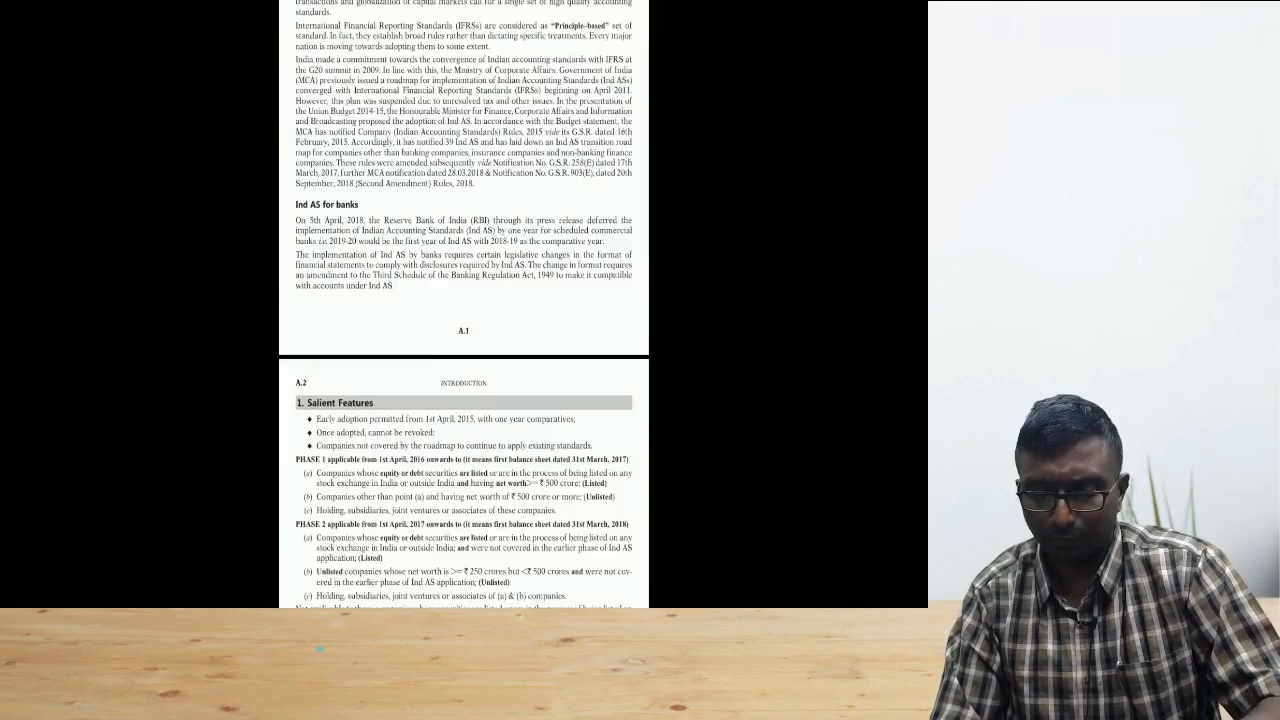 transactions and globalization of capital markets call for a single set of high quality accounting
standards.
International Financial Reporting Standards (IFRSs) are considered as “Principle–based” set of
standard. In fact, they establish broad rules rather than dictating specific treatments. Every major
nation is moving towards adopting them to some extent.
India made a commitment towards the convergence of Indian accounting standards with IFRS at
the G20 summit in 2009. In line with this, the Ministry of Corporate Affairs, Government of India
(MCA) previously issued a roadmap for implementation of Indian Accounting Standards (Ind ASs)
converged with International Financial Reporting Standards (IFRSs) beginning on April 2011.
However, this plan was suspended due to unresolved tax and other issues. In the presentation of
the Union Budget 2014-15, the Honourable Minister for Finance, Corporate Affairs and Information
and Broadcasting proposed the adoption of Ind AS. In accordance with the Budget statement, the
MCA has notified Company (Indian Accounting Standards) Rules, 2015 vide its G.S.R. dated 16th
February, 2015. Accordingly, it has notified 39 Ind AS and has laid down an Ind AS transition road
map for companies other than banking companies, insurance companies and non-banking finance
companies. These rules were amended subsequently vide Notification No. G.S.R. 258(E) dated 17th
March, 2017, further MCA notification dated 28.03.2018 & Notification No. G.S.R. 903(E), dated 20th
September, 2018 (Second Amendment) Rules, 2018.
Ind AS for banks
On 5th April, 2018, the Reserve Bank of India (RBI) through its press release deferred the
implementation of Indian Accounting Standards (Ind AS) by one year for scheduled commercial
banks i.e. 2019-20 would be the first year of Ind AS with 2018-19 as the comparative year.
The implementation of Ind AS by banks requires certain legislative changes in the format of
financial statements to comply with disclosures required by Ind AS. The change in format requires
an amendment to the Third Schedule of the Banking Regulation Act, 1949 to make it compatible
with accounts under Ind AS.
A.1
A.2 INTRODUCTION
1. Salient Features
♦ Early adoption permitted from 1st April, 2015, with one year comparatives;
♦ Once adopted, cannot be revoked;
♦ Companies not covered by the roadmap to continue to apply existing standards.
PHASE 1 applicable from 1st April, 2016 onwards to (it means first balance sheet dated 31st March, 2017)
(a) Companies whose equity or debt securities are listed or are in the process of being listed on any
stock exchange in India or outside India and having net worth>= ₹ 500 crore; (Listed)
(b) Companies other than point (a) and having net worth of ₹ 500 crore or more; (Unlisted)
(c) Holding, subsidiaries, joint ventures or associates of these companies.
PHASE 2 applicable from 1st April, 2017 onwards to (it means first balance sheet dated 31st March, 2018)
(a) Companies whose equity or debt securities are listed or are in the process of being listed on any
stock exchange in India or outside India; and were not covered in the earlier phase of Ind AS
application; (Listed)
(b) Unlisted companies whose net worth is >= ₹ 250 crores but <₹ 500 crores and were not cov-
ered in the earlier phase of Ind AS application; (Unlisted)
(c) Holding, subsidiaries, joint ventures or associates of (a) & (b) companies.